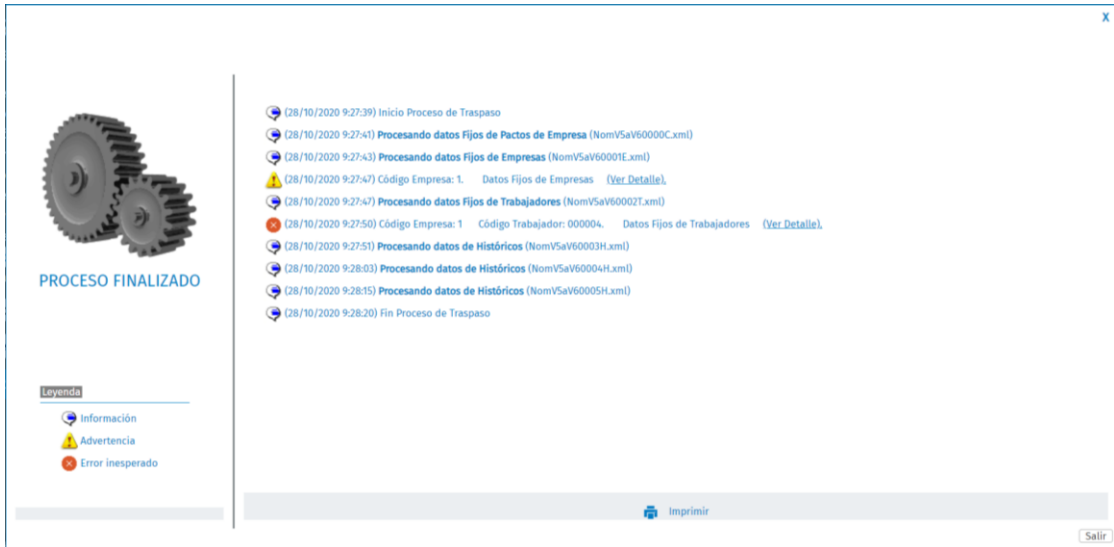 X
(28/10/2020 9:27:39) Inicio Proceso de Traspaso
(28/10/2020 9:27:41) Procesando datos Fijos de Pactos de Empresa (NomV5aV60000C.xml)
(28/10/2020 9:27:43) Procesando datos Fijos de Empresas (NomV5aV60001E.xml)
(28/10/2020 9:27:47) Código Empresa: 1. Datos Fijos de Empresas (Ver Detalle).
(28/10/2020 9:27:47) Procesando datos Fijos de Trabajadores (NomV5aV60002T.xml)
(28/10/2020 9:27:50) Código Empresa: 1 Código Trabajador: 000004. Datos Fijos de Trabajadores (Ver Detalle).
(28/10/2020 9:27:51) Procesando datos de Históricos (NomV5aV60003H.xml)
(28/10/2020 9:28:03) Procesando datos de Históricos (NomV5aV60004H.xml)
(28/10/2020 9:28:15) Procesando datos de Históricos (NomV5aV60005H.xml)
(28/10/2020 9:28:20) Fin Proceso de Traspaso
PROCESO FINALIZADO
Leyenda
Información
Advertencia
Error inesperado
Imprimir
Salir